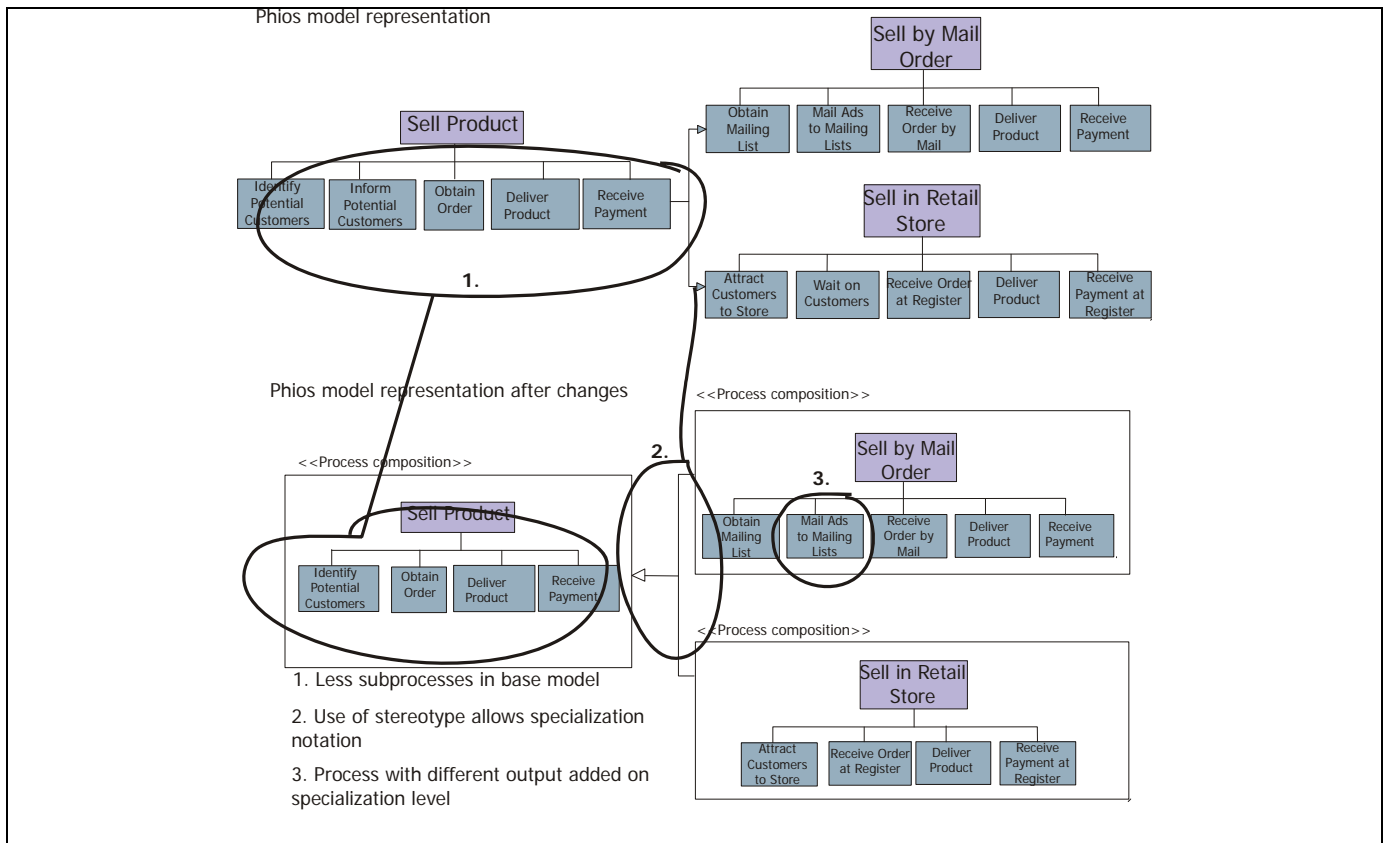 Phios model representation
Sell by Mail
Order
Obtain
Mailing
List
Mail Ads
to Mailing
Lists
Receive
Order by
Mail
Deliver
Product
Receive
Payment
Sell Product
Identify
Potential
Customers
Inform
Potential
Customers
Obtain
Order
Deliver
Product
Receive
Payment
1.
Sell in Retail
Store
Attract
Customers
to Store
Wait on
Customers
Receive Order
at Register
Deliver
Product
Receive
Payment at
Register
Phios model representation after changes
<<Process composition>>
Sell Product
Identify
Potential
Customers
Obtain
Order
Deliver
Product
Receive
Payment
2.
<<Process composition>>
Sell by Mail
Order
3.
Obtain
Mailing
List
Mail Ads
to Mailing
Lists
Receive
Order by
Mail
Deliver
Product
Receive
Payment
<<Process composition>>
Sell in Retail
Store
Attract
Customers
to Store
Receive Order
at Register
Deliver
Product
Receive
Payment at
Register
1. Less subprocesses in base model
2. Use of stereotype allows specialization
notation
3. Process with different output added on
specialization level